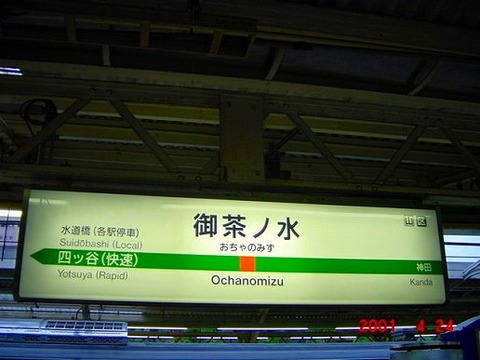 水道橋(各駅停車)
Suidōbashi (Local)
四ッ谷(快速)
Yotsuya (Rapid)
御茶ノ水
おちゃのみず
Ochanomizu
山 区
神田
Kanda
2001 4 24